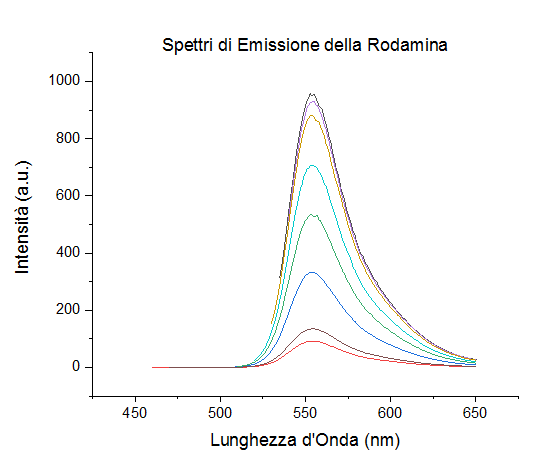 Spettri di Emissione della Rodamina
1000
800
600
400
200
0
Intensità (a.u.)
450 500 550 600 650
Lunghezza d'Onda (nm)